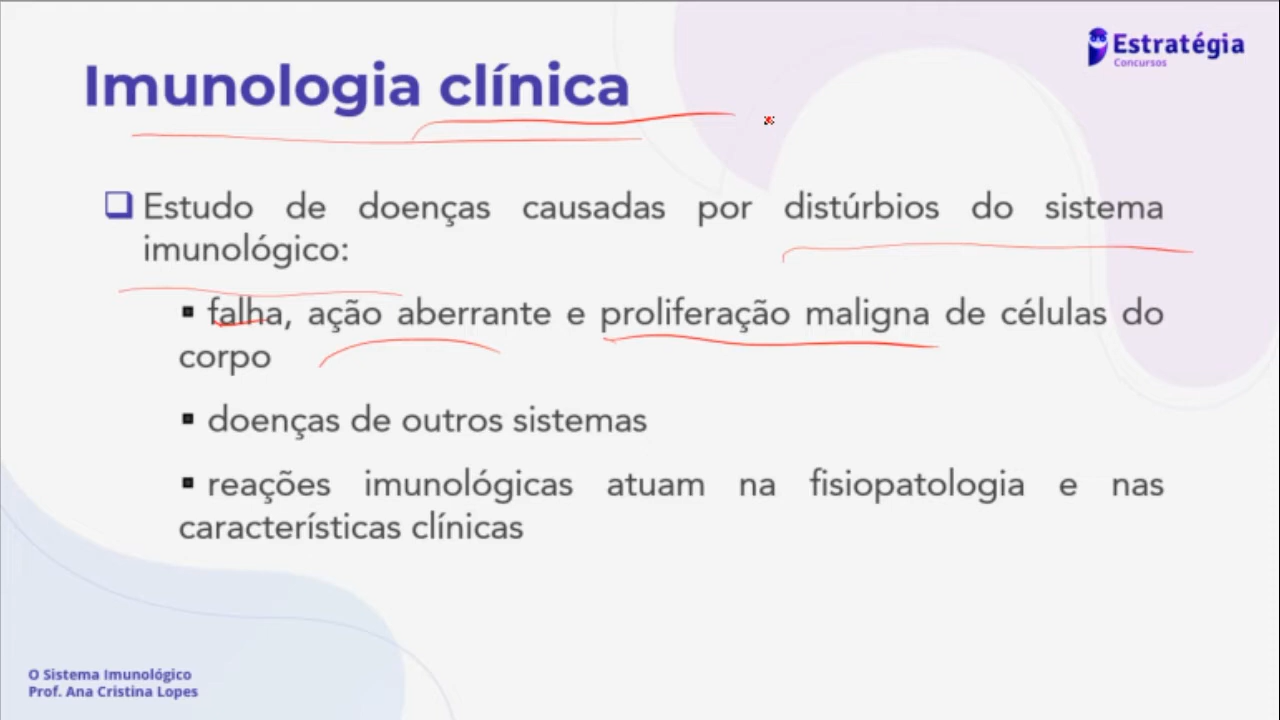 Estratégia
Concursos
Imunologia clínica
❑ Estudo de doenças causadas por distúrbios do sistema
imunológico:
▪ falha, ação aberrante e proliferação maligna de células do
corpo
▪ doenças de outros sistemas
▪ reações imunológicas atuam na fisiopatologia e nas
características clínicas
O Sistema Imunológico
Prof. Ana Cristina Lopes